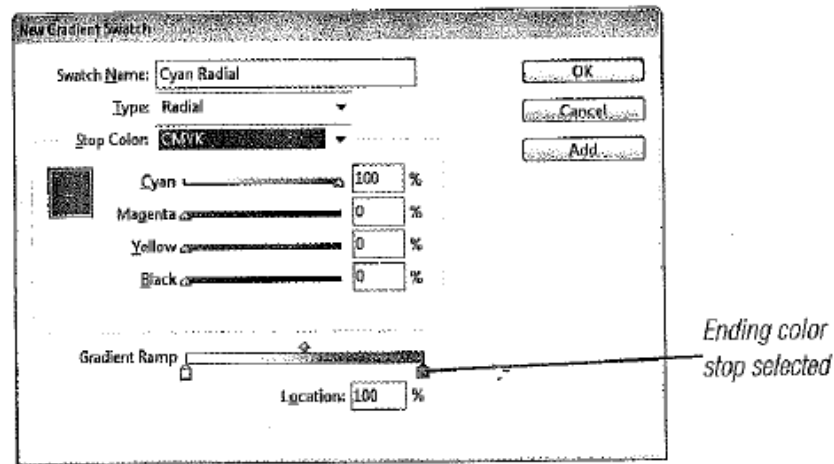 New Gradient Swatch
Swatch Name: Cyan Radial
OK
Type: Radial
Cancel
Stop Color: CMYK
Add
Cyan 100 %
Magenta 0 %
Yellow 0 %
Black 0 %
Gradient Ramp
Location: 100 %
Ending color
stop selected